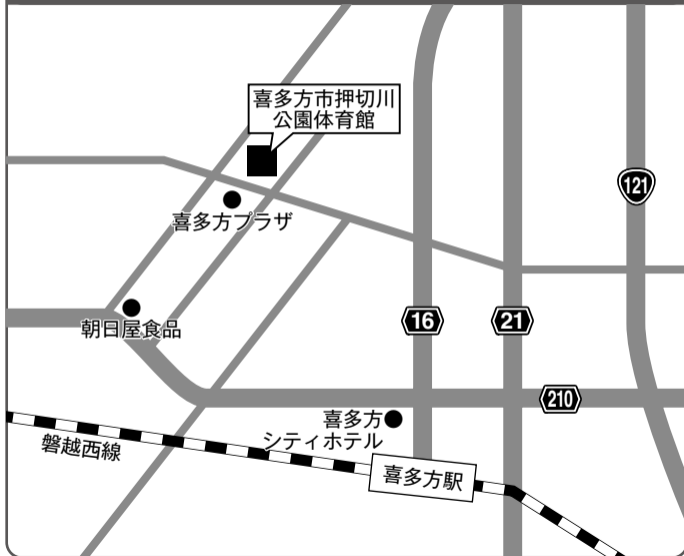 喜多方市押切川
公園体育館
121
喜多方プラザ
朝日屋食品
16
21
210
喜多方
シティホテル
磐越西線
喜多方駅